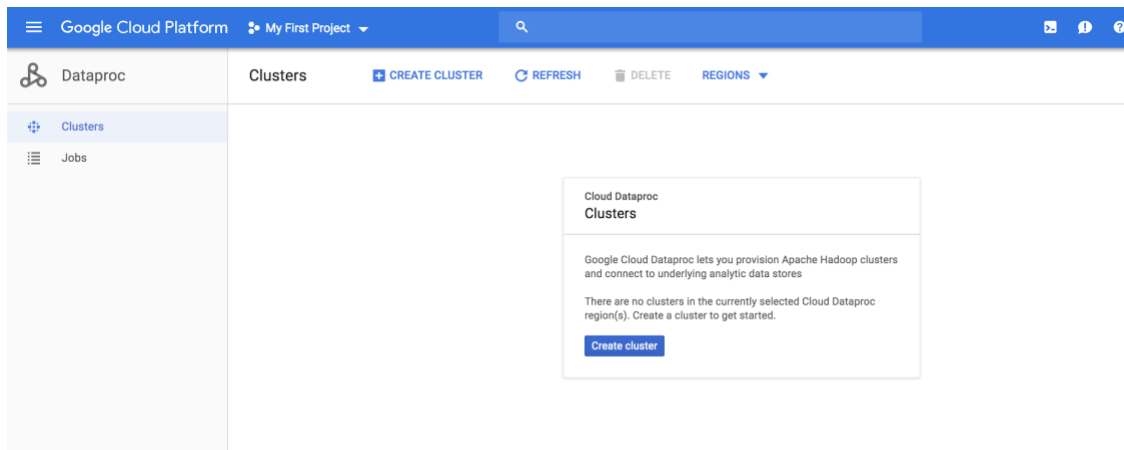 Google Cloud Platform My First Project
Dataproc
Clusters CREATE CLUSTER REFRESH DELETE REGIONS
Clusters
Jobs
Cloud Dataproc
Clusters
Google Cloud Dataproc lets you provision Apache Hadoop clusters
and connect to underlying analytic data stores
There are no clusters in the currently selected Cloud Dataproc
region(s). Create a cluster to get started.
Create cluster